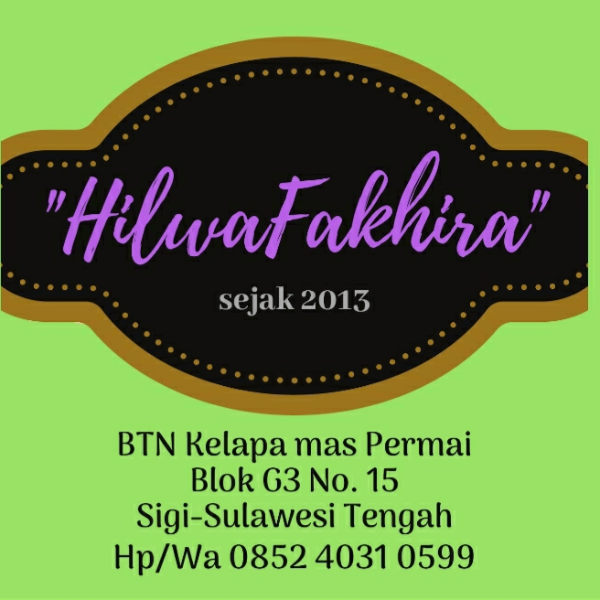 "HilwaFakhira"
sejak 2013
BTN Kelapa mas Permai
Blok G3 No. 15
Sigi-Sulawesi Tengah
Hp/Wa 0852 4031 0599